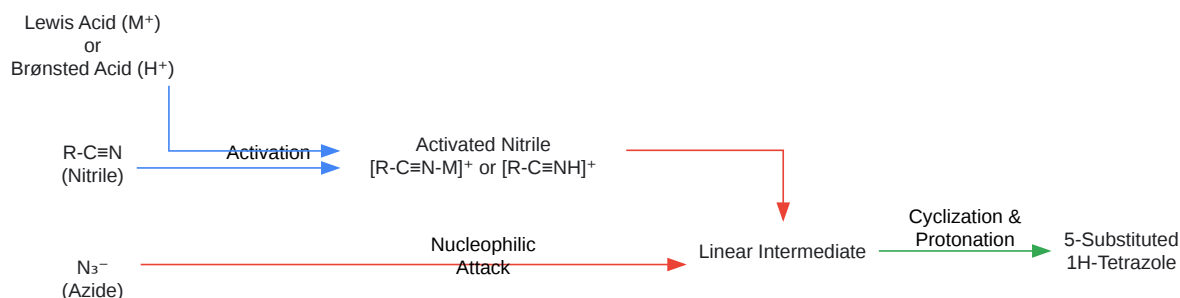 Lewis Acid (M⁺)
or
Brønsted Acid (H⁺)
R-C≡N
(Nitrile)
Activation
Activated Nitrile
[R-C≡N-M]⁺ or [R-C≡NH]⁺
N₃⁻
(Azide)
Nucleophilic
Attack
Linear Intermediate
Cyclization &
Protonation
5-Substituted
1H-Tetrazole